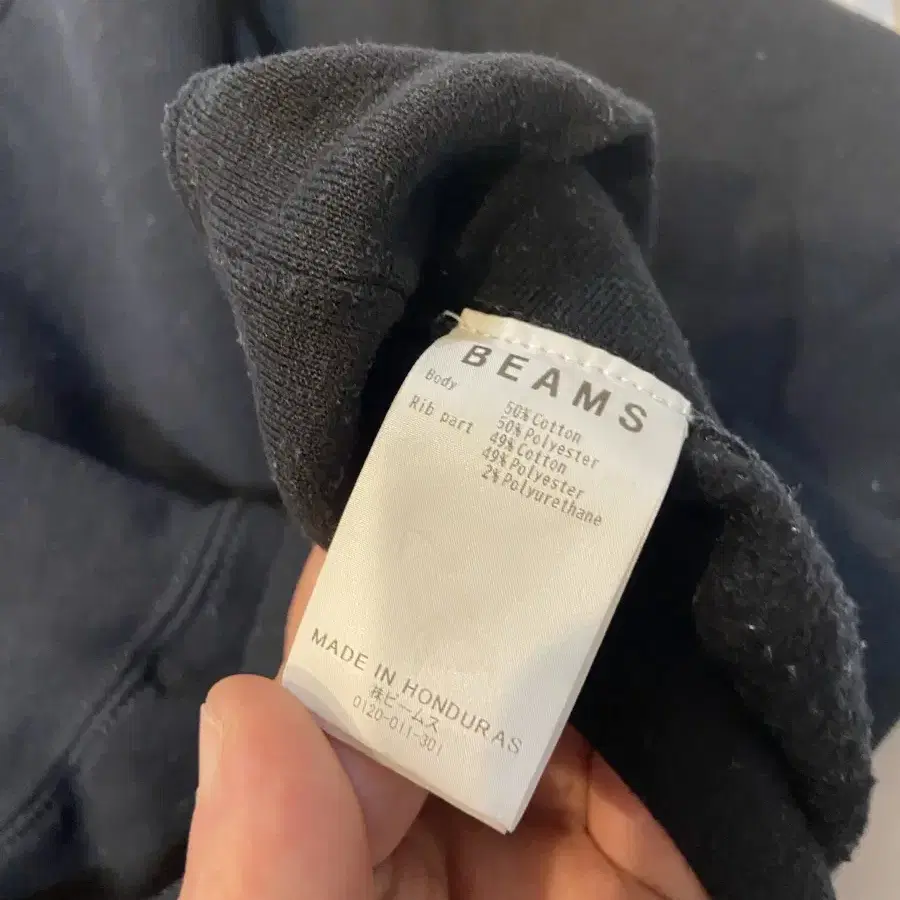 BEAMS
Body 50% Cotton
50% Polyester
Rib part 49% Cotton
49% Polyester
2% Polyurethane
MADE IN HONDURAS
㈱ビームス
0120-011-301